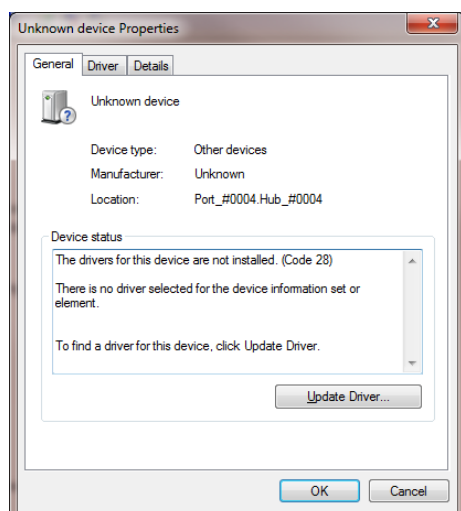 Unknown device Properties
General Driver Details
Unknown device
Device type: Other devices
Manufacturer: Unknown
Location: Port_#0004.Hub_#0004
Device status
The drivers for this device are not installed. (Code 28)
There is no driver selected for the device information set or
element.
To find a driver for this device, click Update Driver.
Update Driver...
OK Cancel